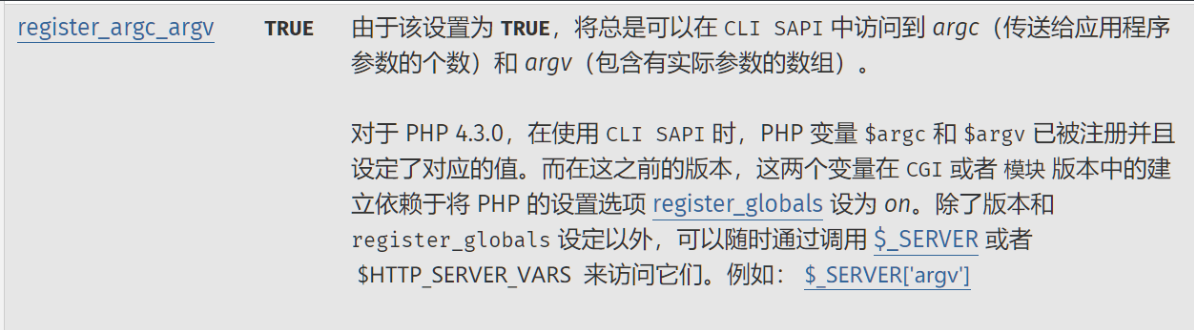 register_argc_argv TRUE 由于该设置为 TRUE，将总是可以在 CLI SAPI 中访问到 argc（传送给应用程序
参数的个数）和 argv（包含有实际参数的数组）。
对于 PHP 4.3.0，在使用 CLI SAPI 时，PHP 变量 $argc 和 $argv 已被注册并且
设定了对应的值。而在这之前的版本，这两个变量在 CGI 或者 模块 版本中的建
立依赖于将 PHP 的设置选项 register_globals 设为 on。除了版本和
register_globals 设定以外，可以随时通过调用 $_SERVER 或者
$HTTP_SERVER_VARS 来访问它们。例如： $_SERVER['argv']